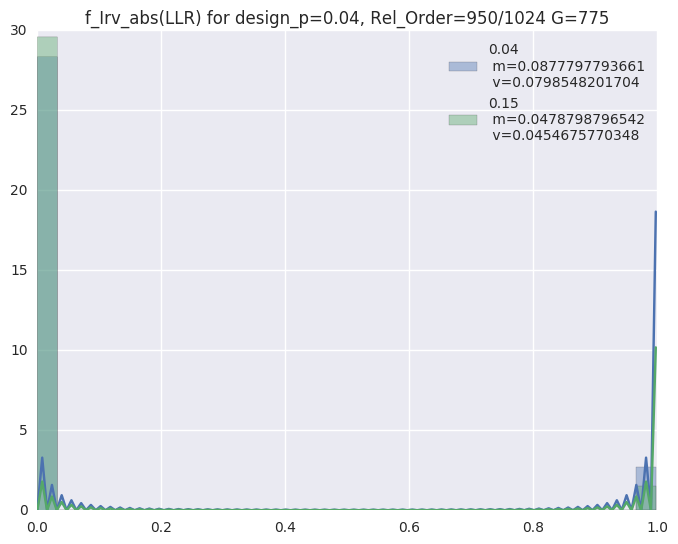 f_Irv_abs(LLR) for design_p=0.04, Rel_Order=950/1024 G=775
30
25
20
15
10
5
0
0.0 0.2 0.4 0.6 0.8 1.0
0.04
m=0.0877797793661
v=0.0798548201704
0.15
m=0.0478798796542
v=0.0454675770348